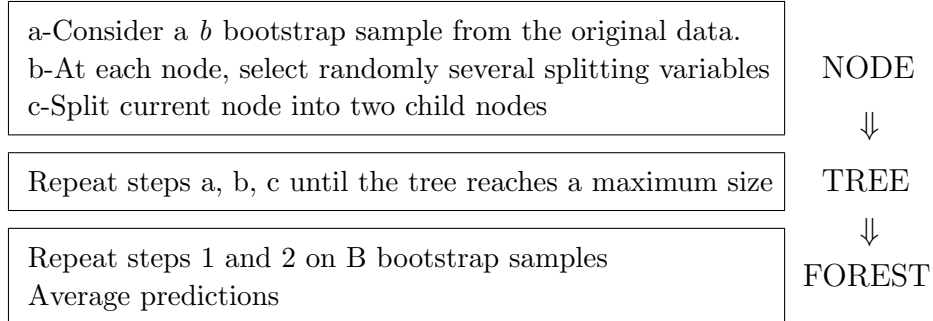 a-Consider a b bootstrap sample from the original data.
b-At each node, select randomly several splitting variables
c-Split current node into two child nodes
NODE
⇓
Repeat steps a, b, c until the tree reaches a maximum size
TREE
⇓
Repeat steps 1 and 2 on B bootstrap samples
Average predictions
FOREST